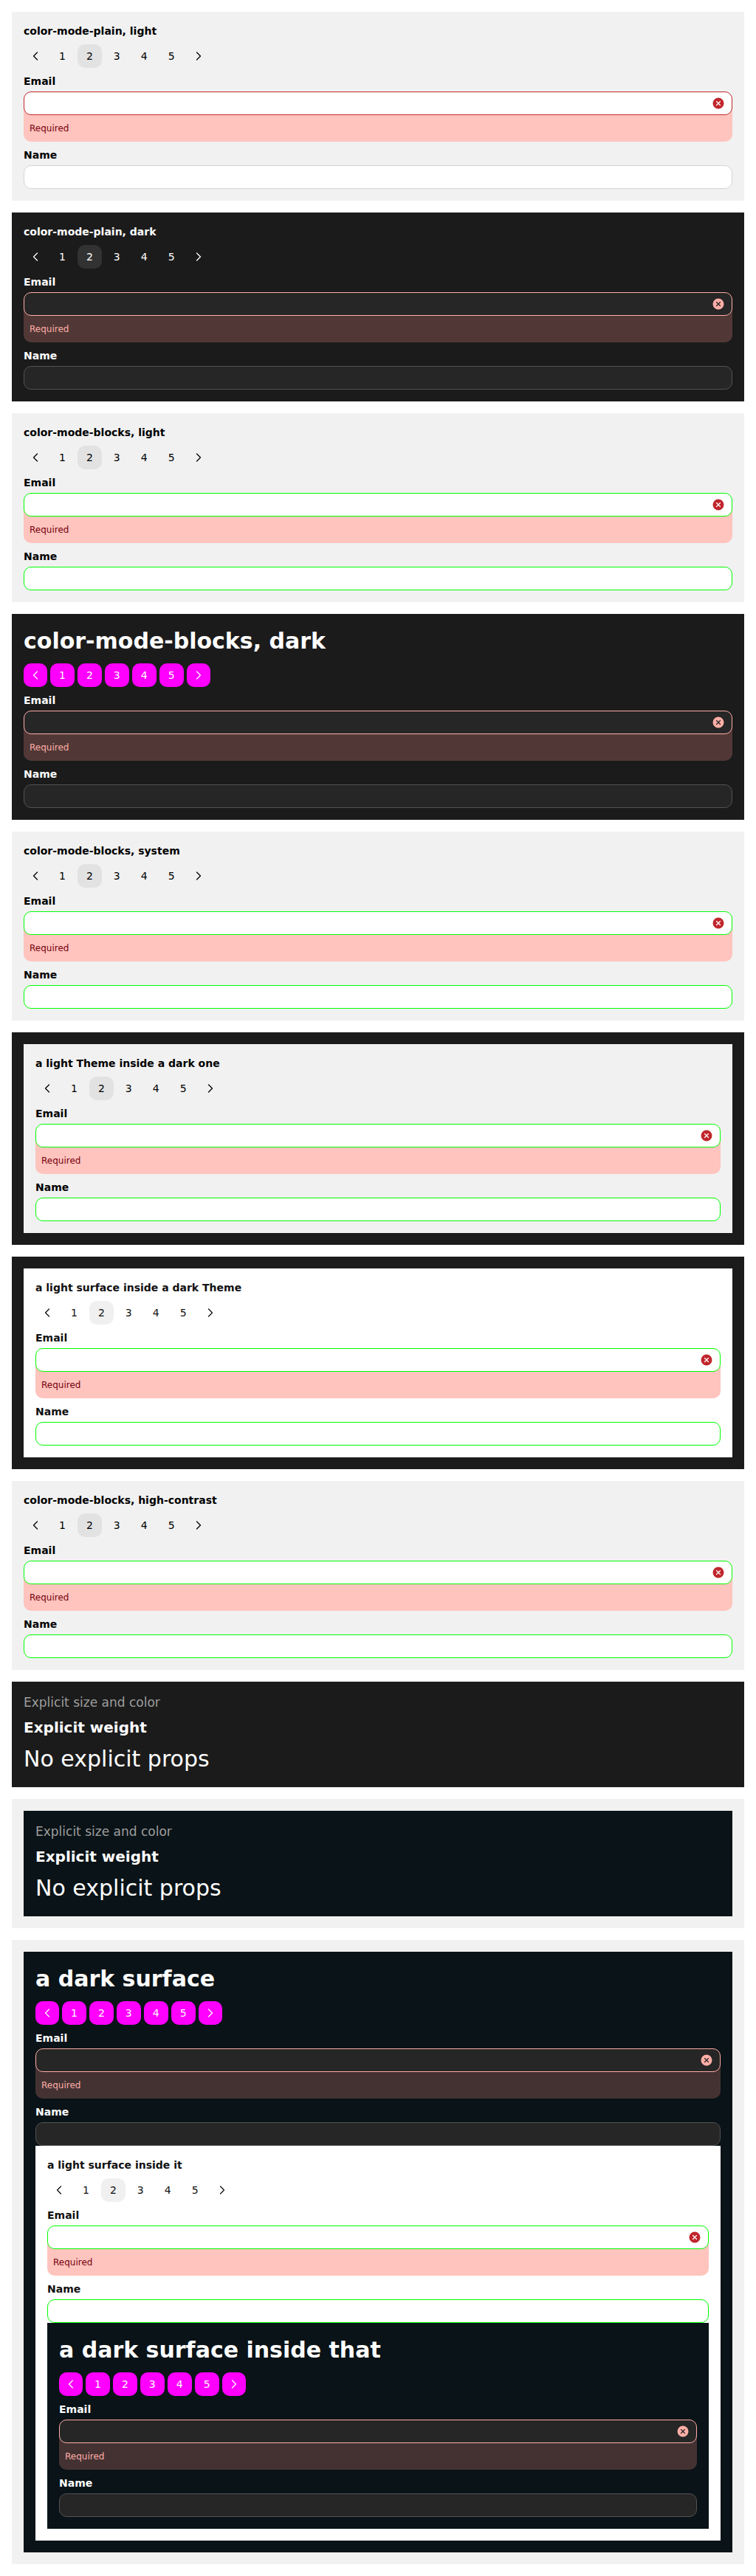 color-mode-plain, light
1 2 3 4 5
Email
Required
Name
color-mode-plain, dark
1 2 3 4 5
Email
Required
Name
color-mode-blocks, light
1 2 3 4 5
Email
Required
Name
color-mode-blocks, dark
1 2 3 4 5
Email
Required
Name
color-mode-blocks, system
1 2 3 4 5
Email
Required
Name
a light Theme inside a dark one
1 2 3 4 5
Email
Required
Name
a light surface inside a dark Theme
1 2 3 4 5
Email
Required
Name
color-mode-blocks, high-contrast
1 2 3 4 5
Email
Required
Name
Explicit size and color
Explicit weight
No explicit props
Explicit size and color
Explicit weight
No explicit props
a dark surface
1 2 3 4 5
Email
Required
Name
a light surface inside it
1 2 3 4 5
Email
Required
Name
a dark surface inside that
1 2 3 4 5
Email
Required
Name